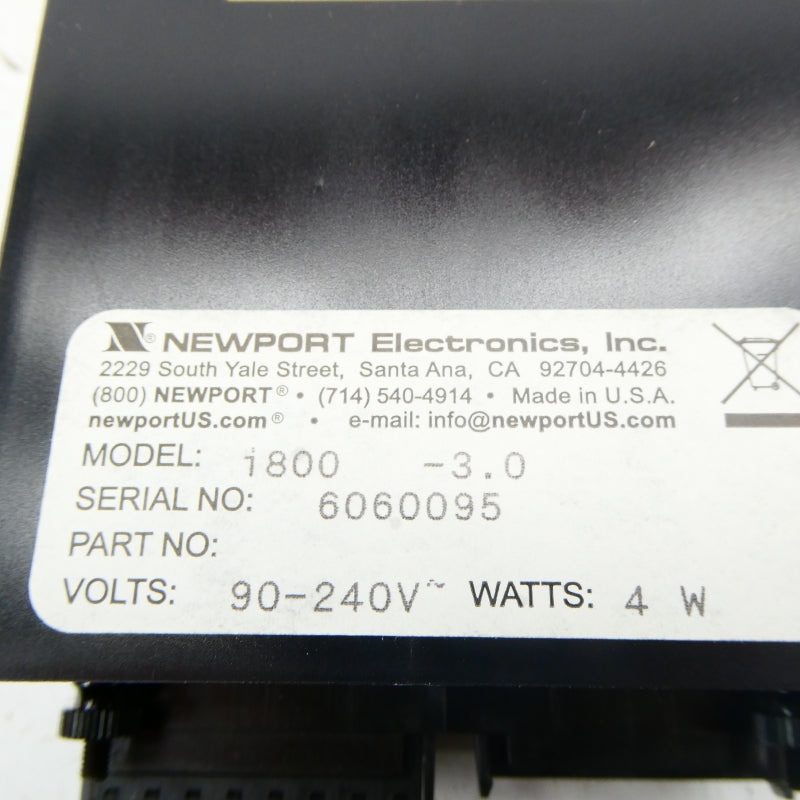 N® NEWPORT Electronics, Inc.
2229 South Yale Street, Santa Ana, CA 92704-4426
(800) NEWPORT® • (714) 540-4914 • Made in U.S.A.
newportUS.com® • e-mail: info@newportUS.com
MODEL: i800 -3.0
SERIAL NO: 6060095
PART NO:
VOLTS: 90-240V~ WATTS: 4 W